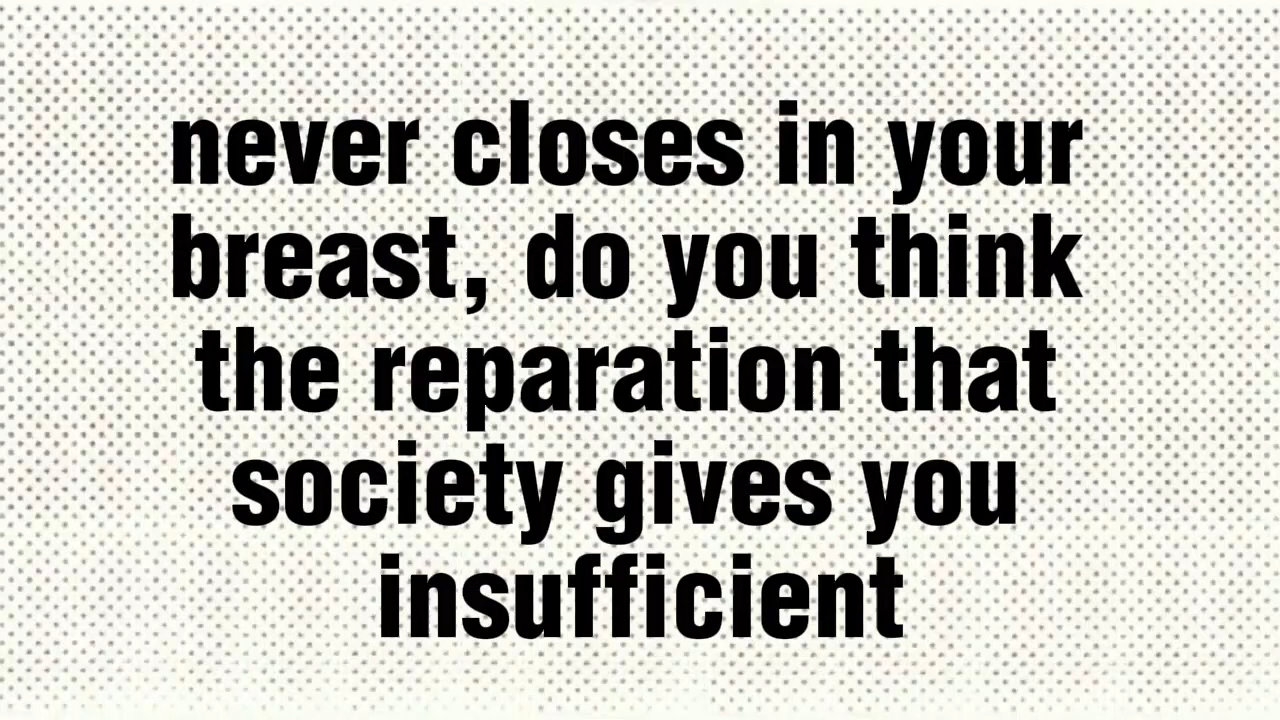 never closes in your
breast, do you think
the reparation that
society gives you
insufficient